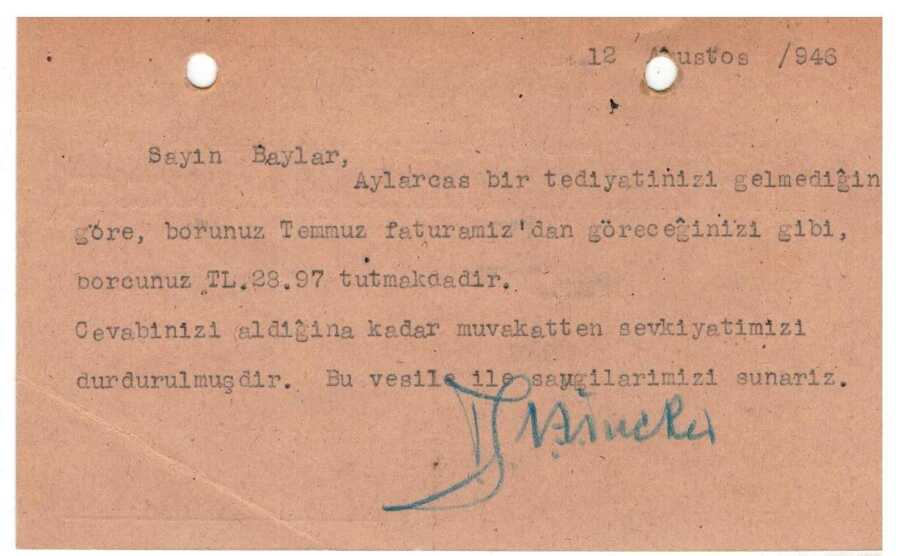 12 Ağustos /946
Sayin Baylar,
Aylarcas bir tediyatinizi gelmediğin
göre, borunuz Temmuz faturamiz'dan göreceğinizi gibi,
borcunuz TL.28.97 tutmakdadir.
Cevabinizi aldiğina kadar muvakatten sevkiyatimizi
durdurulmuşdir. Bu vesile ile saygilarimizi sunariz.